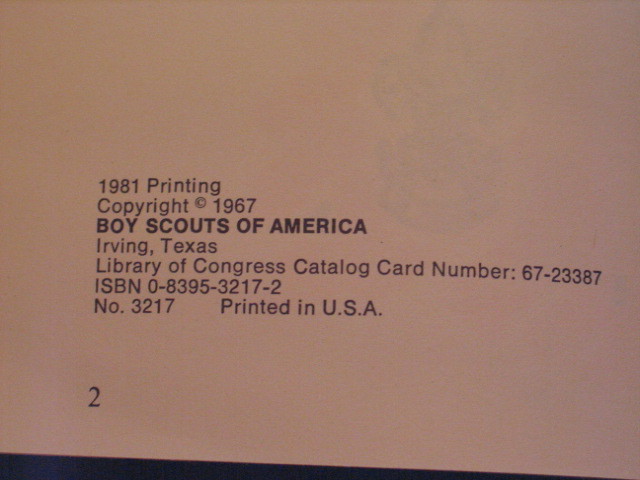 1981 Printing
Copyright © 1967
BOY SCOUTS OF AMERICA
Irving, Texas
Library of Congress Catalog Card Number: 67-23387
ISBN 0-8395-3217-2
No. 3217 Printed in U.S.A.
2